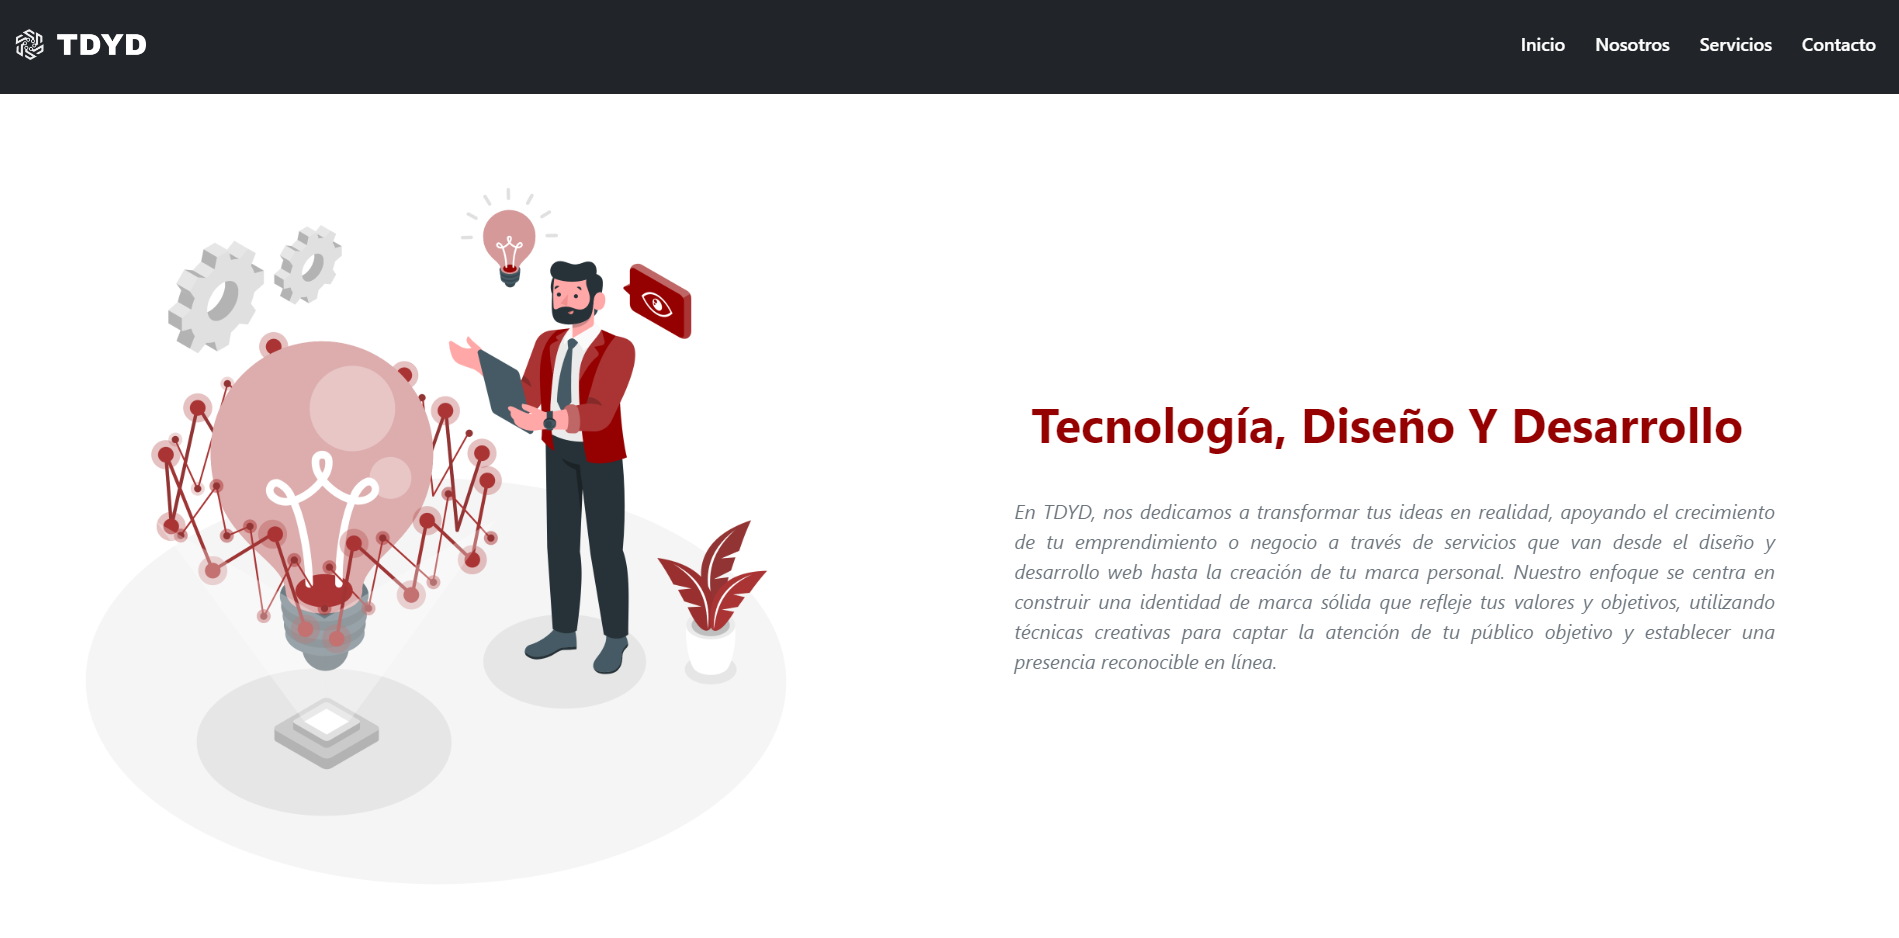 TDYD
Inicio Nosotros Servicios Contacto
Tecnología, Diseño Y Desarrollo
En TDYD, nos dedicamos a transformar tus ideas en realidad, apoyando el crecimiento
de tu emprendimiento o negocio a través de servicios que van desde el diseño y
desarrollo web hasta la creación de tu marca personal. Nuestro enfoque se centra en
construir una identidad de marca sólida que refleje tus valores y objetivos, utilizando
técnicas creativas para captar la atención de tu público objetivo y establecer una
presencia reconocible en línea.